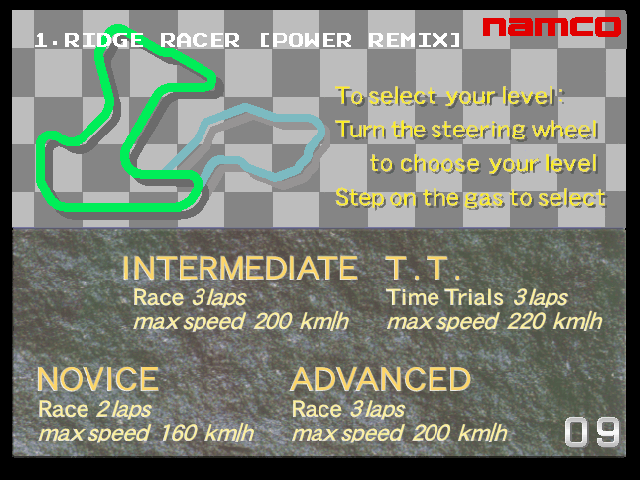 namco
1.RIDGE RACER [POWER REMIX]
To select your level:
Turn the steering wheel
to choose your level
Step on the gas to select
INTERMEDIATE
Race 3 laps
max speed 200 km/h
T.T.
Time Trials 3 laps
max speed 220 km/h
NOVICE
Race 2 laps
max speed 160 km/h
ADVANCED
Race 3 laps
max speed 200 km/h
09